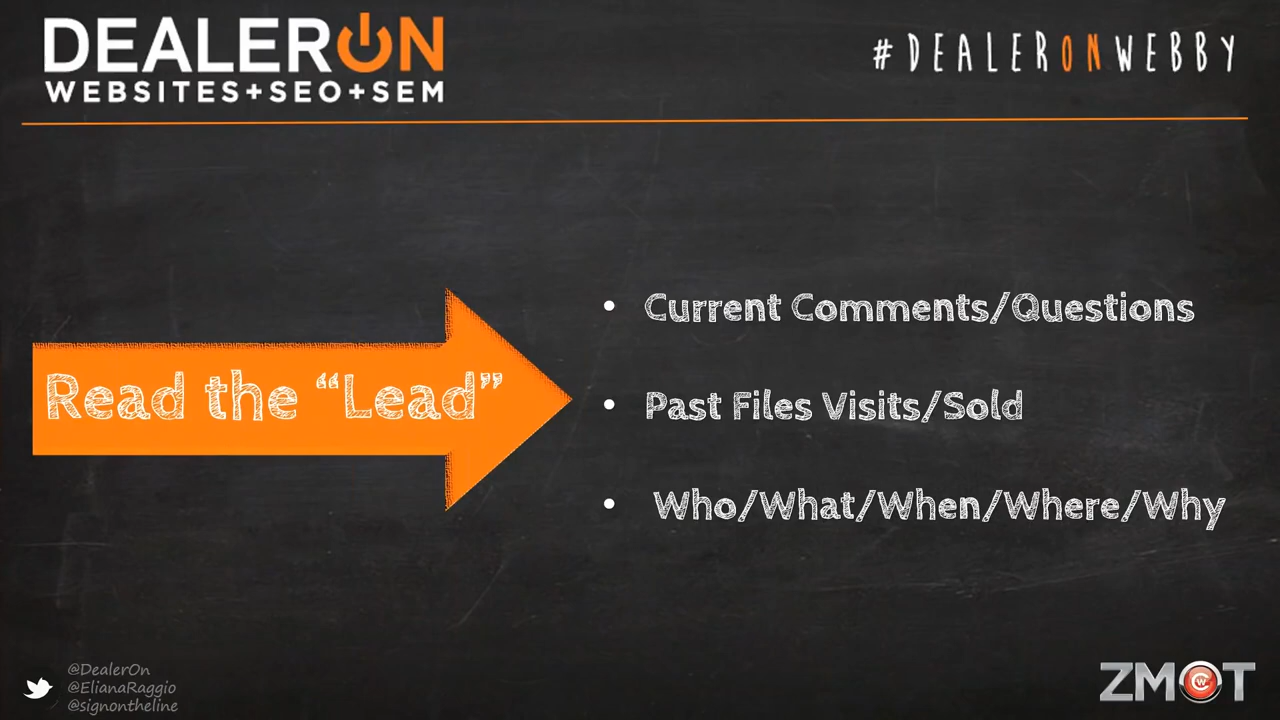 DEALERON
WEBSITES+SEO+SEM
#DEALERONWEBBY
Read the “Lead”
• Current Comments/Questions
• Past Files Visits/Sold
• Who/What/When/Where/Why
@DealerOn
@ElianaRaggio
@signontheline
ZMOT